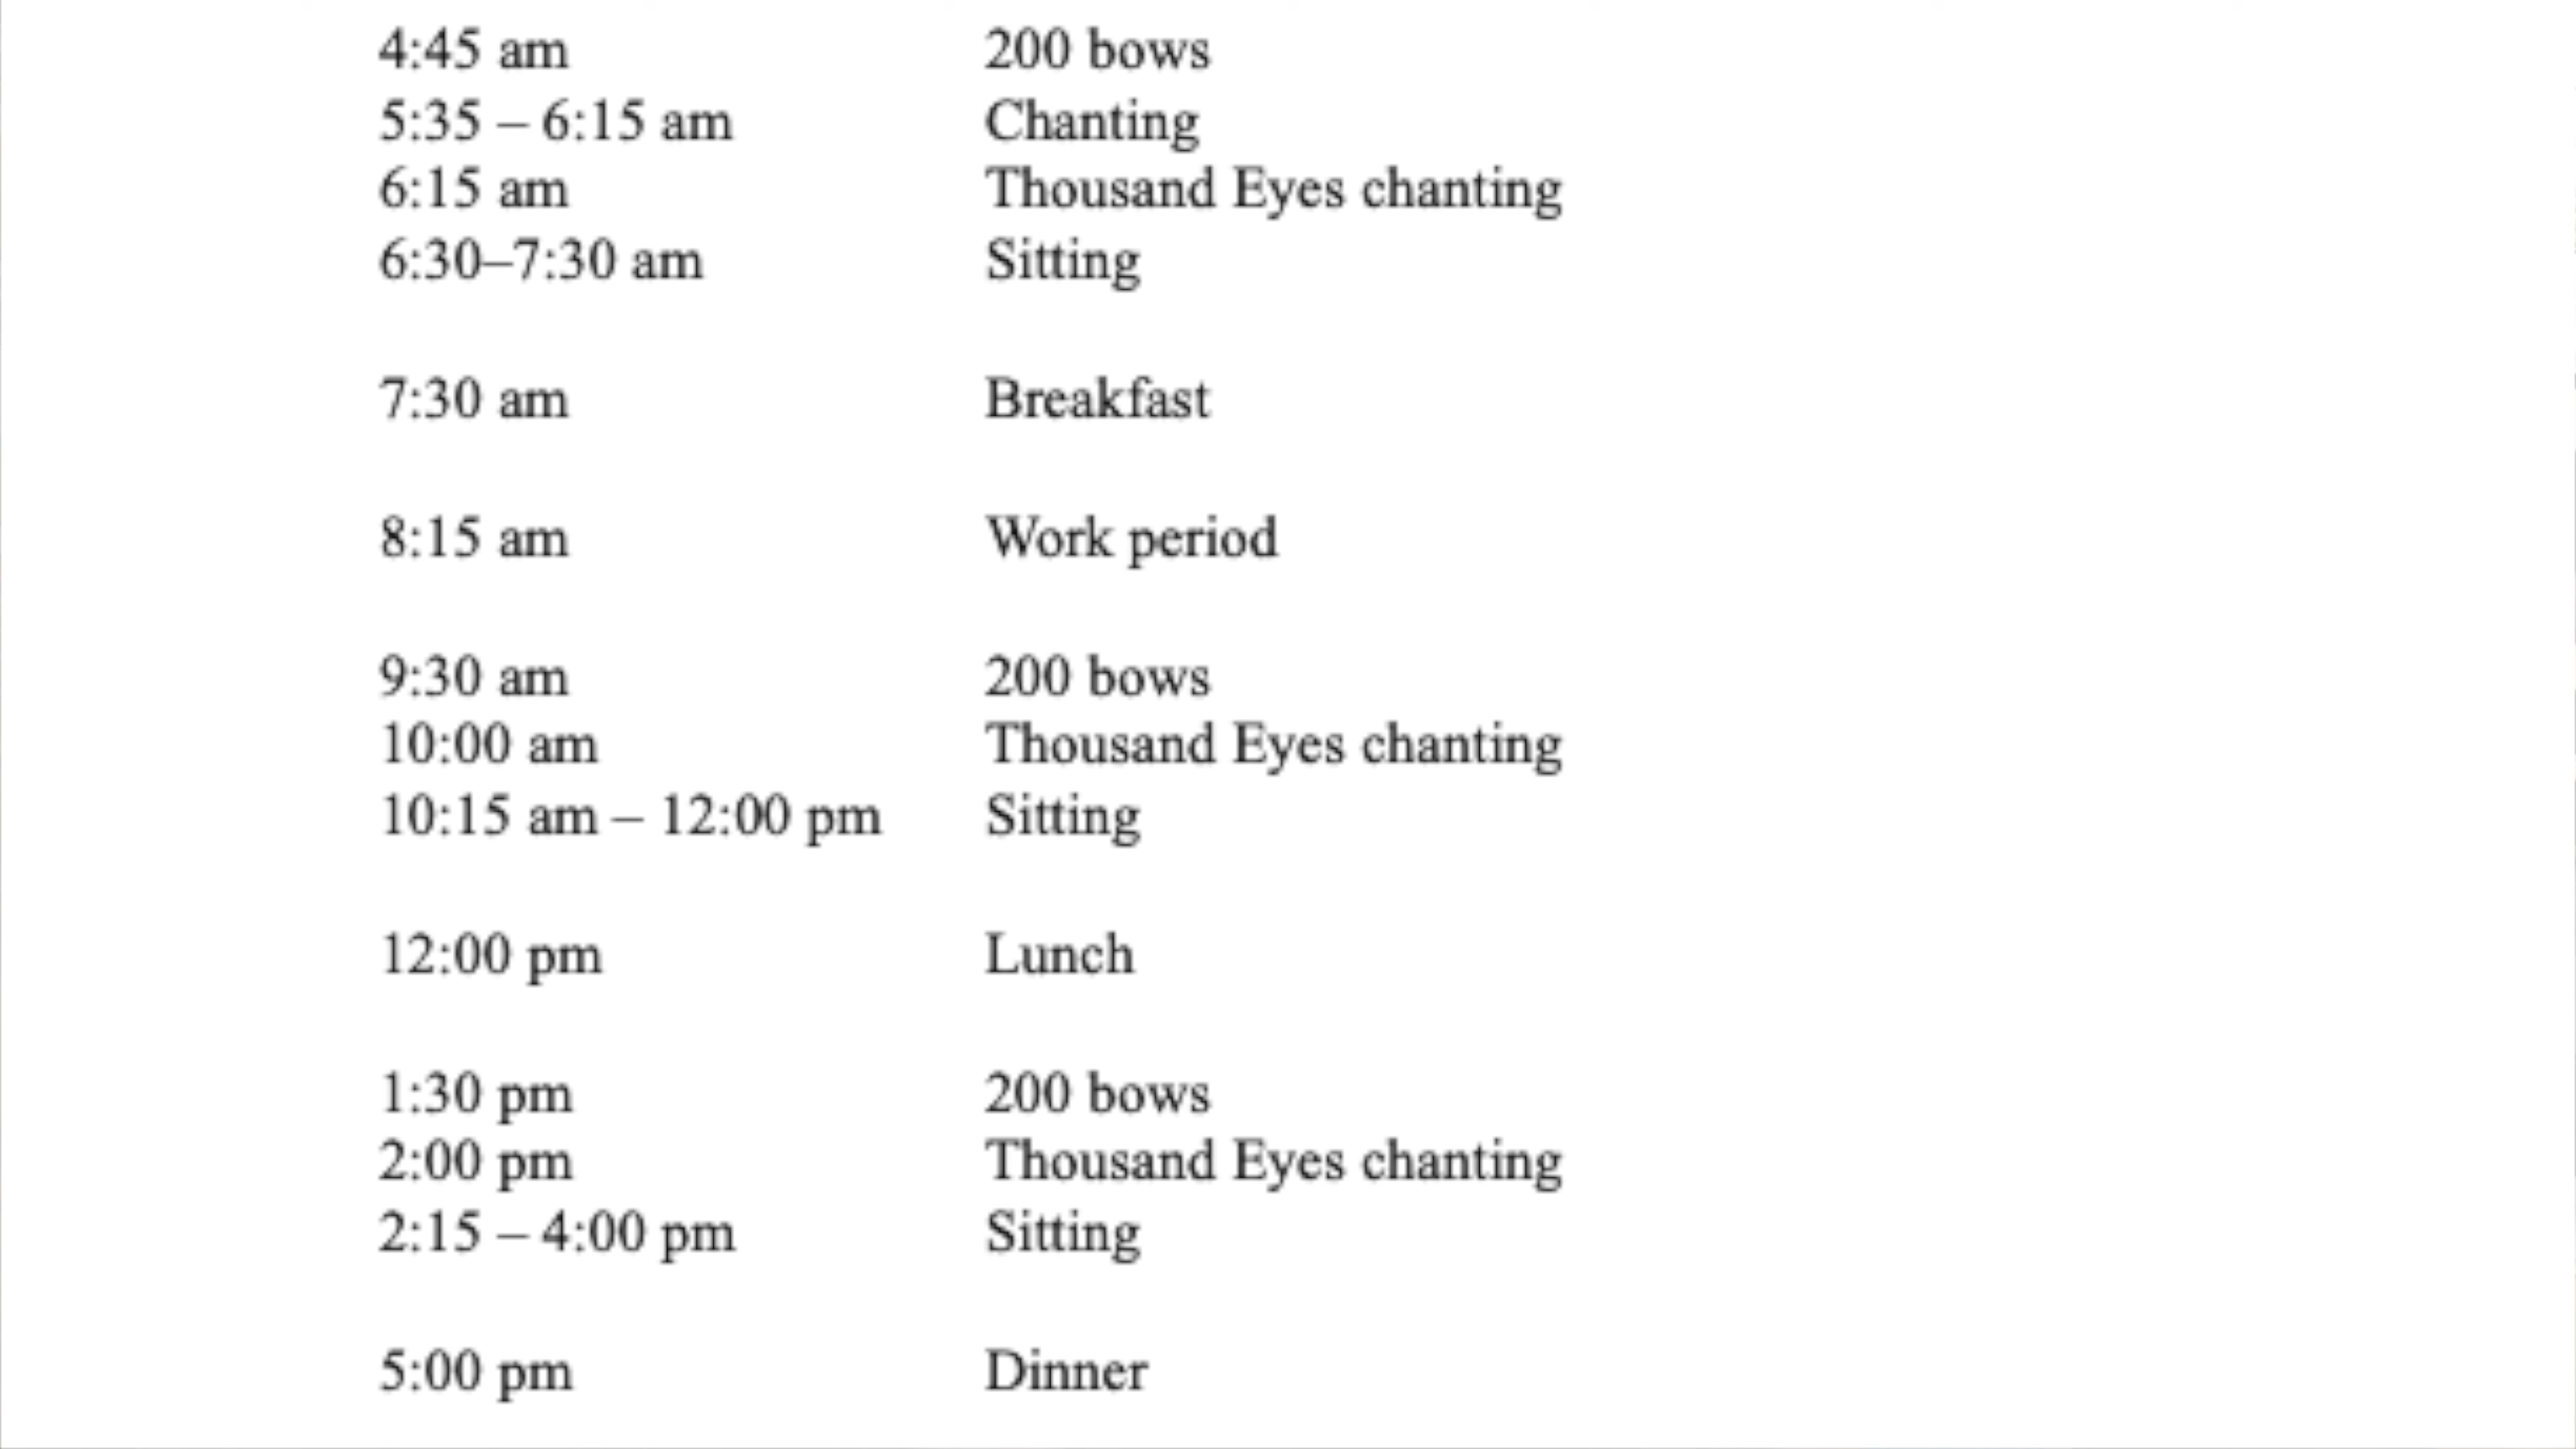 4:45 am 200 bows
5:35 – 6:15 am Chanting
6:15 am Thousand Eyes chanting
6:30–7:30 am Sitting
7:30 am Breakfast
8:15 am Work period
9:30 am 200 bows
10:00 am Thousand Eyes chanting
10:15 am – 12:00 pm Sitting
12:00 pm Lunch
1:30 pm 200 bows
2:00 pm Thousand Eyes chanting
2:15 – 4:00 pm Sitting
5:00 pm Dinner